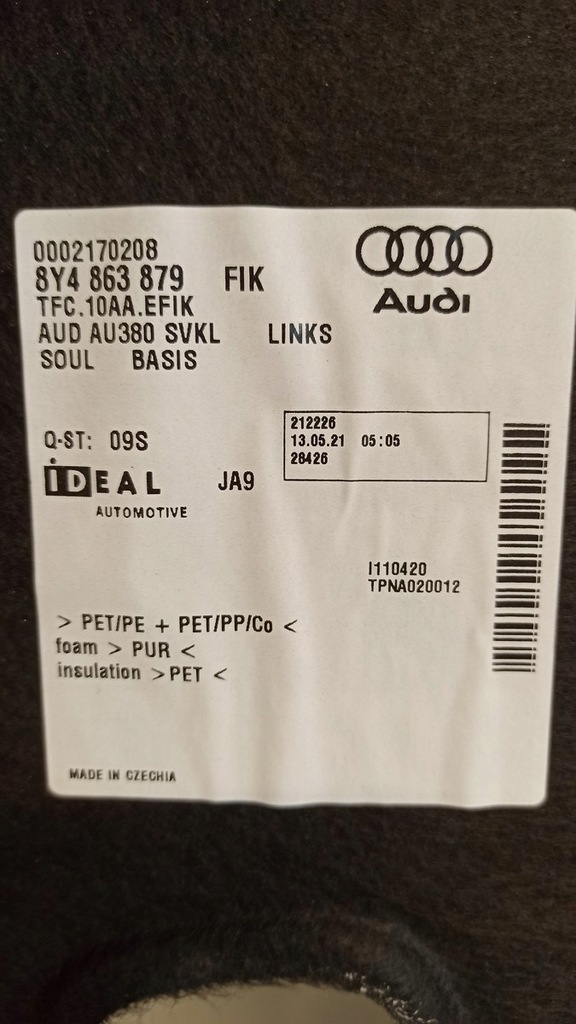 0002170208
8Y4 863 879 FIK
TFC.10AA.EFIK
AUD AU380 SVKL LINKS
SOUL BASIS
Audi
Q-ST: 09S
212226
13.05.21 05:05
28426
iDEAL JA9
AUTOMOTIVE
I110420
TPNA020012
> PET/PE + PET/PP/Co <
foam > PUR <
insulation > PET <
MADE IN CZECHIA